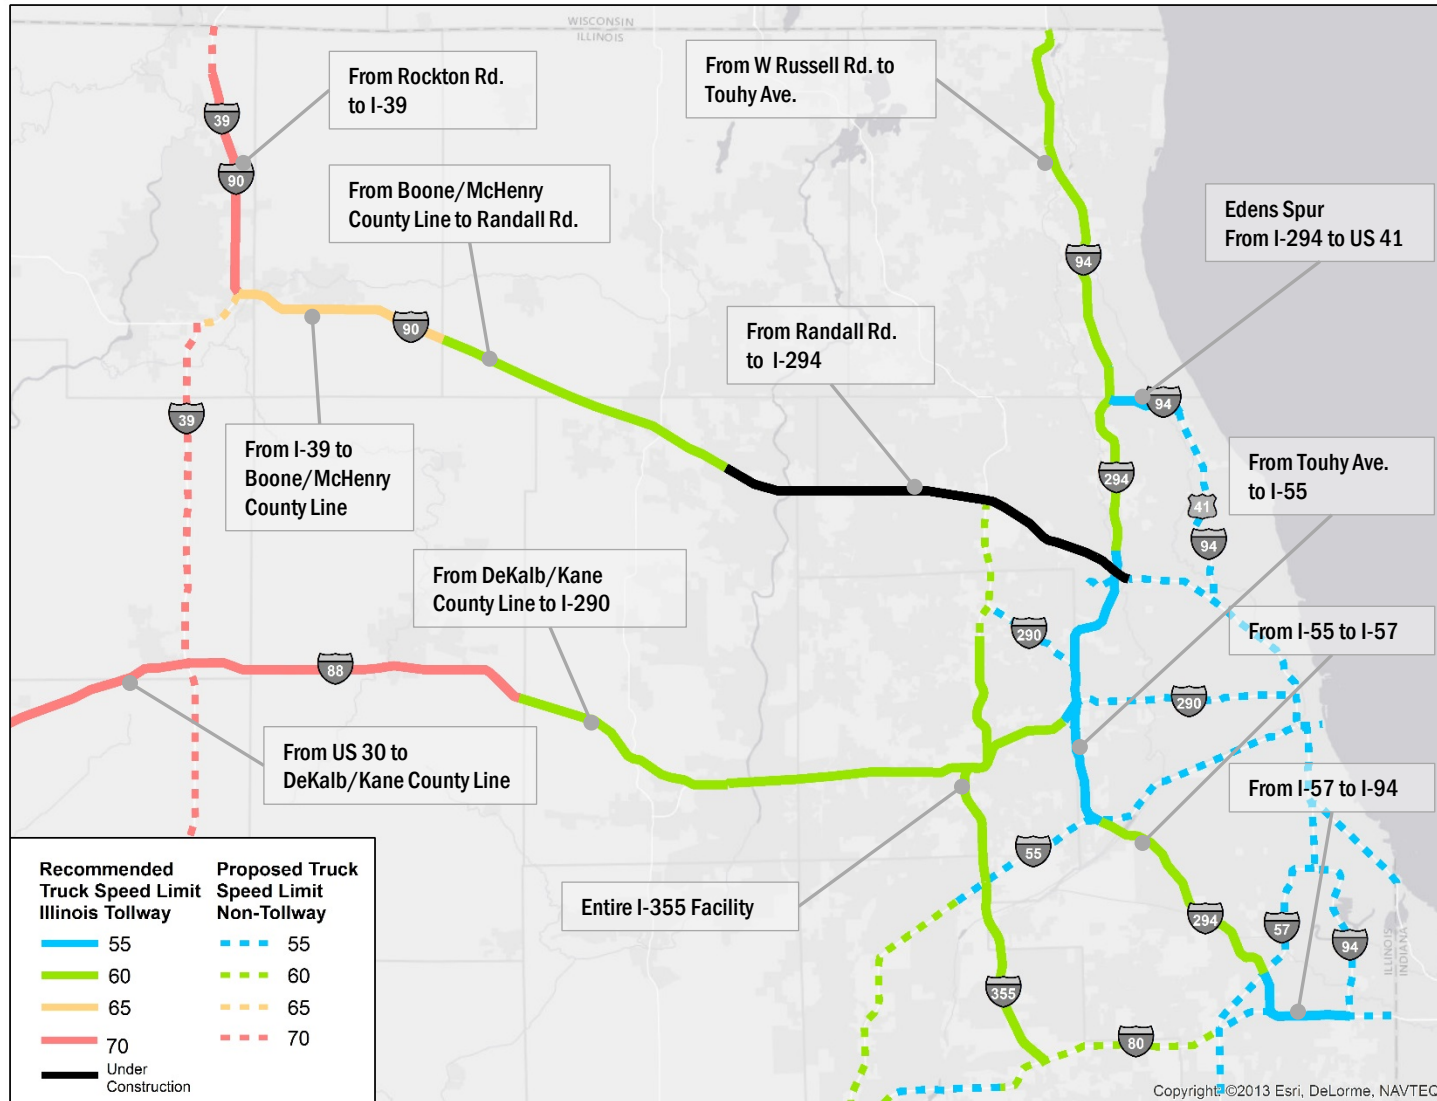 WISCONSIN
ILLINOIS
From Rockton Rd.
to I-39
From W Russell Rd. to
Touhy Ave.
39
90
From Boone/McHenry
County Line to Randall Rd.
Edens Spur
From I-294 to US 41
94
90
From Randall Rd.
to I-294
94
39
From I-39 to
Boone/McHenry
County Line
From Touhy Ave.
to I-55
294
41
94
From DeKalb/Kane
County Line to I-290
290
From I-55 to I-57
88
290
From US 30 to
DeKalb/Kane County Line
From I-57 to I-94
55
Entire I-355 Facility
294
57
94
ILLINOIS
INDIANA
355
80
Recommended
Truck Speed Limit
Illinois Tollway
55
60
65
70
Under
Construction
Proposed Truck
Speed Limit
Non-Tollway
55
60
65
70
Copyright: ©2013 Esri, DeLorme, NAVTEQ